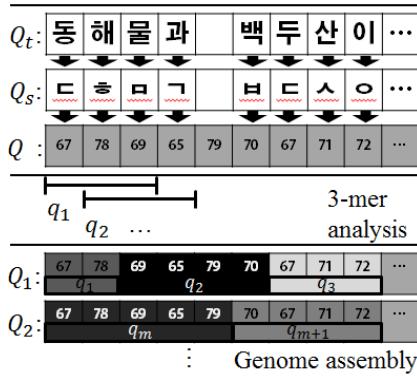 Qt: 동 해 물 과 백 두 산 이 ...
Qs: ㄷ ㅎ ㅁ ㄱ ㅂ ㄷ ㅅ ㅇ ...
Q : 67 78 69 65 79 70 67 71 72 ...
q1
q2 ...
3-mer
analysis
Q1: 67 78 69 65 79 70 67 71 72 ...
q1 q2 q3
Q2: 67 78 69 65 79 70 67 71 72 ...
qm qm+1
⋮ Genome assembly